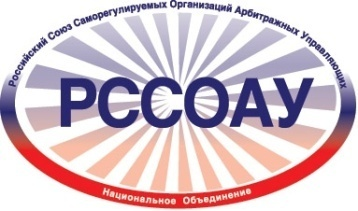 Российский Союз Саморегулируемых Организаций Арбитражных Управляющих
РССОАУ
Национальное Объединение